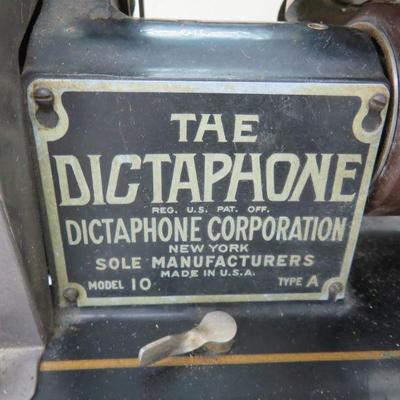 THE
DICTAPHONE
REG. U.S. PAT. OFF.
DICTAPHONE CORPORATION
NEW YORK
SOLE MANUFACTURERS
MADE IN U.S.A.
MODEL 10 TYPE A